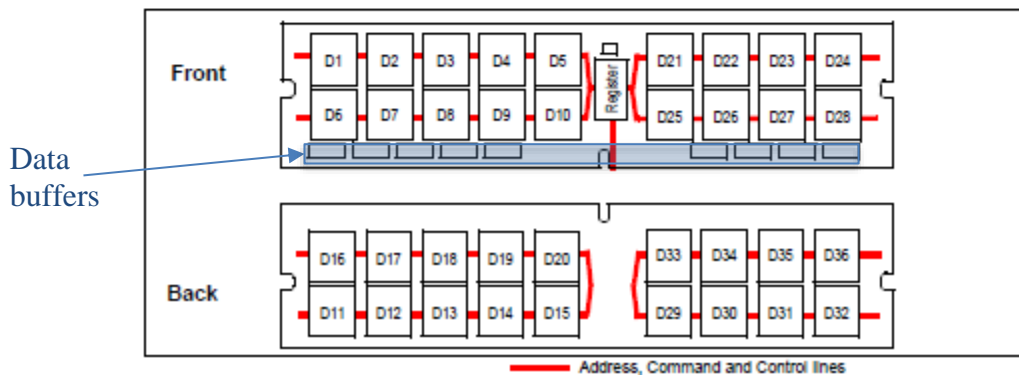 D1 D2 D3 D4 D5 D21 D22 D23 D24
Front
Register
D6 D7 D8 D9 D10 D25 D26 D27 D28
Data
buffers
D16 D17 D18 D19 D20 D33 D34 D35 D36
Back
D11 D12 D13 D14 D15 D29 D30 D31 D32
Address, Command and Control lines